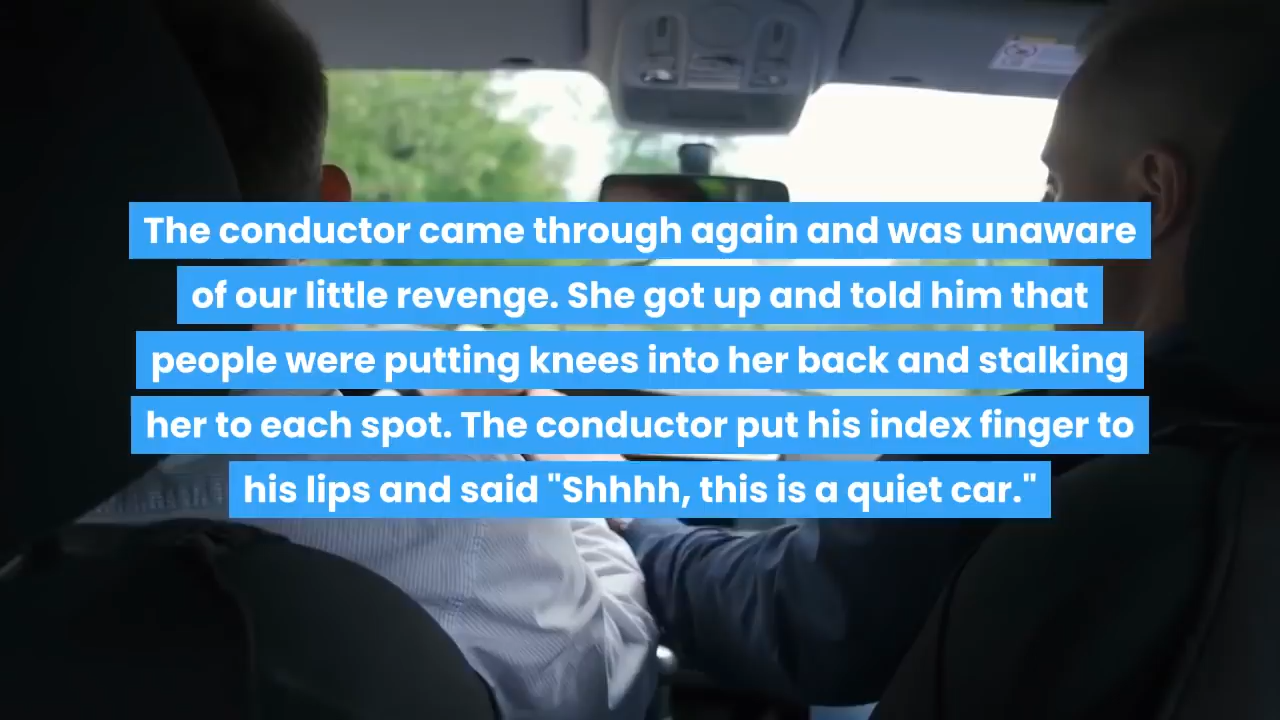 The conductor came through again and was unaware
of our little revenge. She got up and told him that
people were putting knees into her back and stalking
her to each spot. The conductor put his index finger to
his lips and said "Shhhh, this is a quiet car."